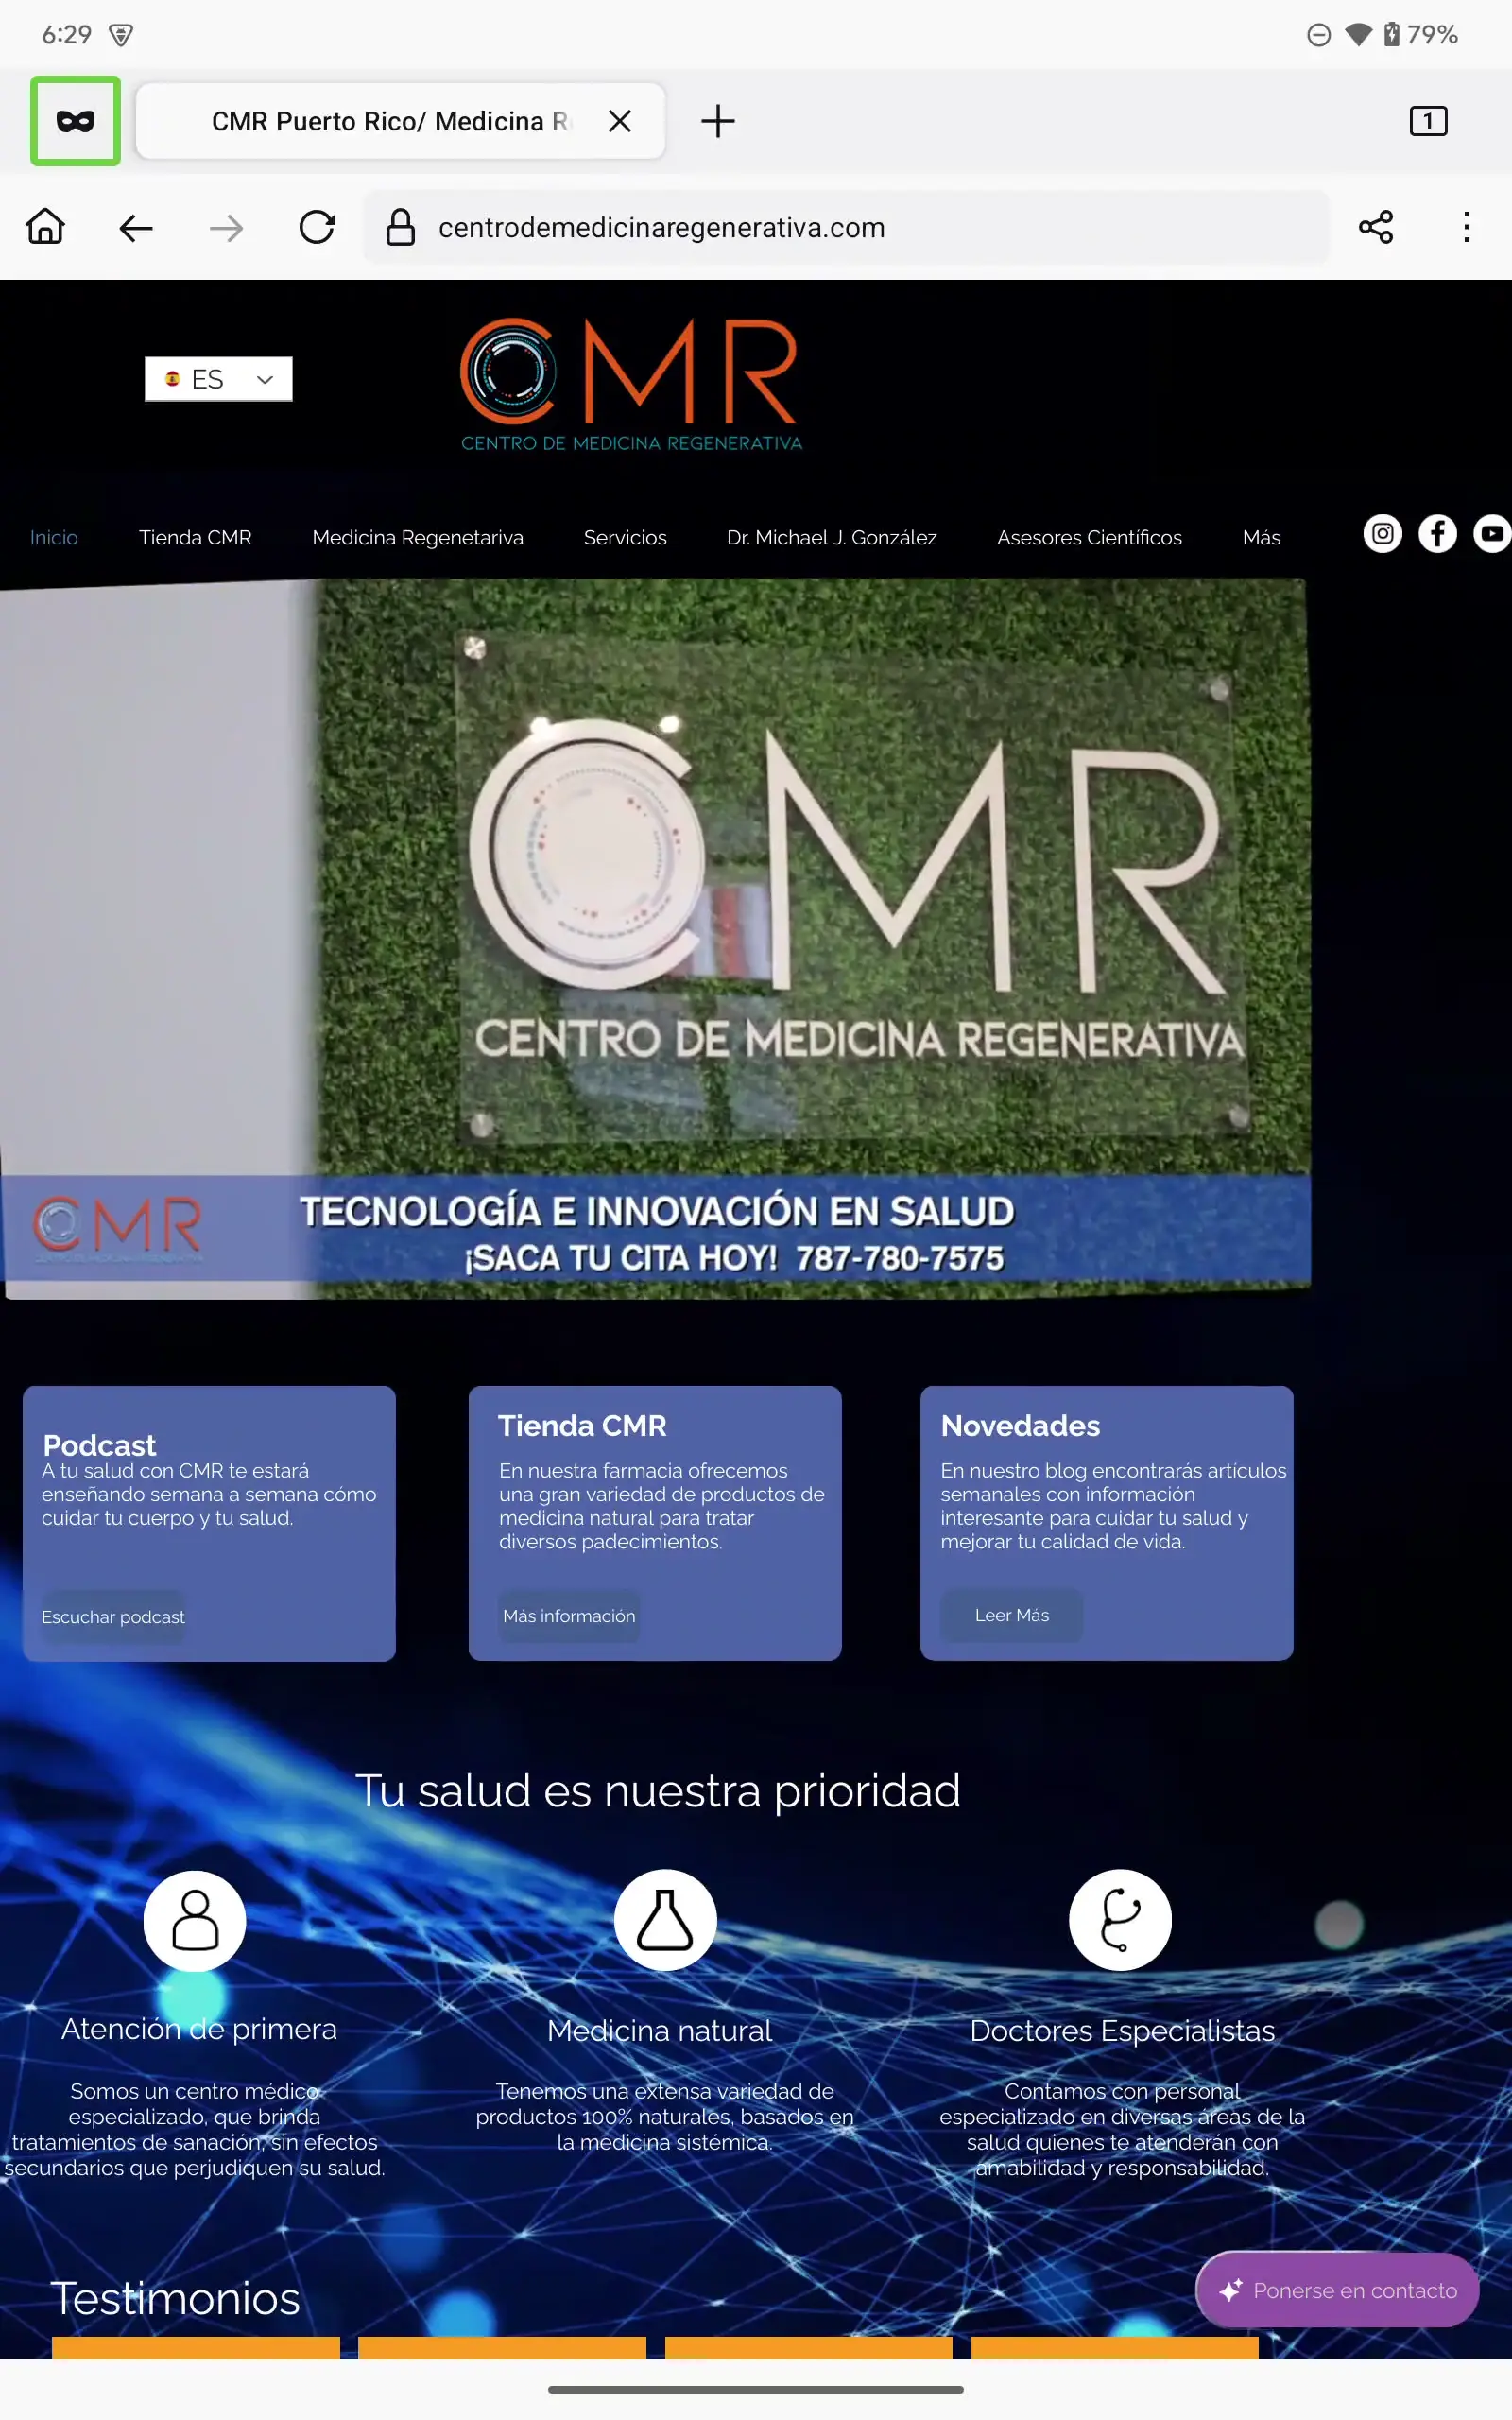 6:29
79%
CMR Puerto Rico/ Medicina R
1
centrodemedicinaregenerativa.com
ES
CMR
CENTRO DE MEDICINA REGENERATIVA
Inicio
Tienda CMR
Medicina Regenetariva
Servicios
Dr. Michael J. González
Asesores Científicos
Más
CMR
CENTRO DE MEDICINA REGENERATIVA
CMR
TECNOLOGÍA E INNOVACIÓN EN SALUD
¡SACA TU CITA HOY! 787-780-7575
Podcast
A tu salud con CMR te estará
enseñando semana a semana cómo
cuidar tu cuerpo y tu salud.
Escuchar podcast
Tienda CMR
En nuestra farmacia ofrecemos
una gran variedad de productos de
medicina natural para tratar
diversos padecimientos.
Más información
Novedades
En nuestro blog encontrarás artículos
semanales con información
interesante para cuidar tu salud y
mejorar tu calidad de vida.
Leer Más
Tu salud es nuestra prioridad
Atención de primera
Somos un centro médico
especializado, que brinda
tratamientos de sanación, sin efectos
secundarios que perjudiquen su salud.
Medicina natural
Tenemos una extensa variedad de
productos 100% naturales, basados en
la medicina sistémica.
Doctores Especialistas
Contamos con personal
especializado en diversas áreas de la
salud quienes te atenderán con
amabilidad y responsabilidad.
Testimonios
Ponerse en contacto